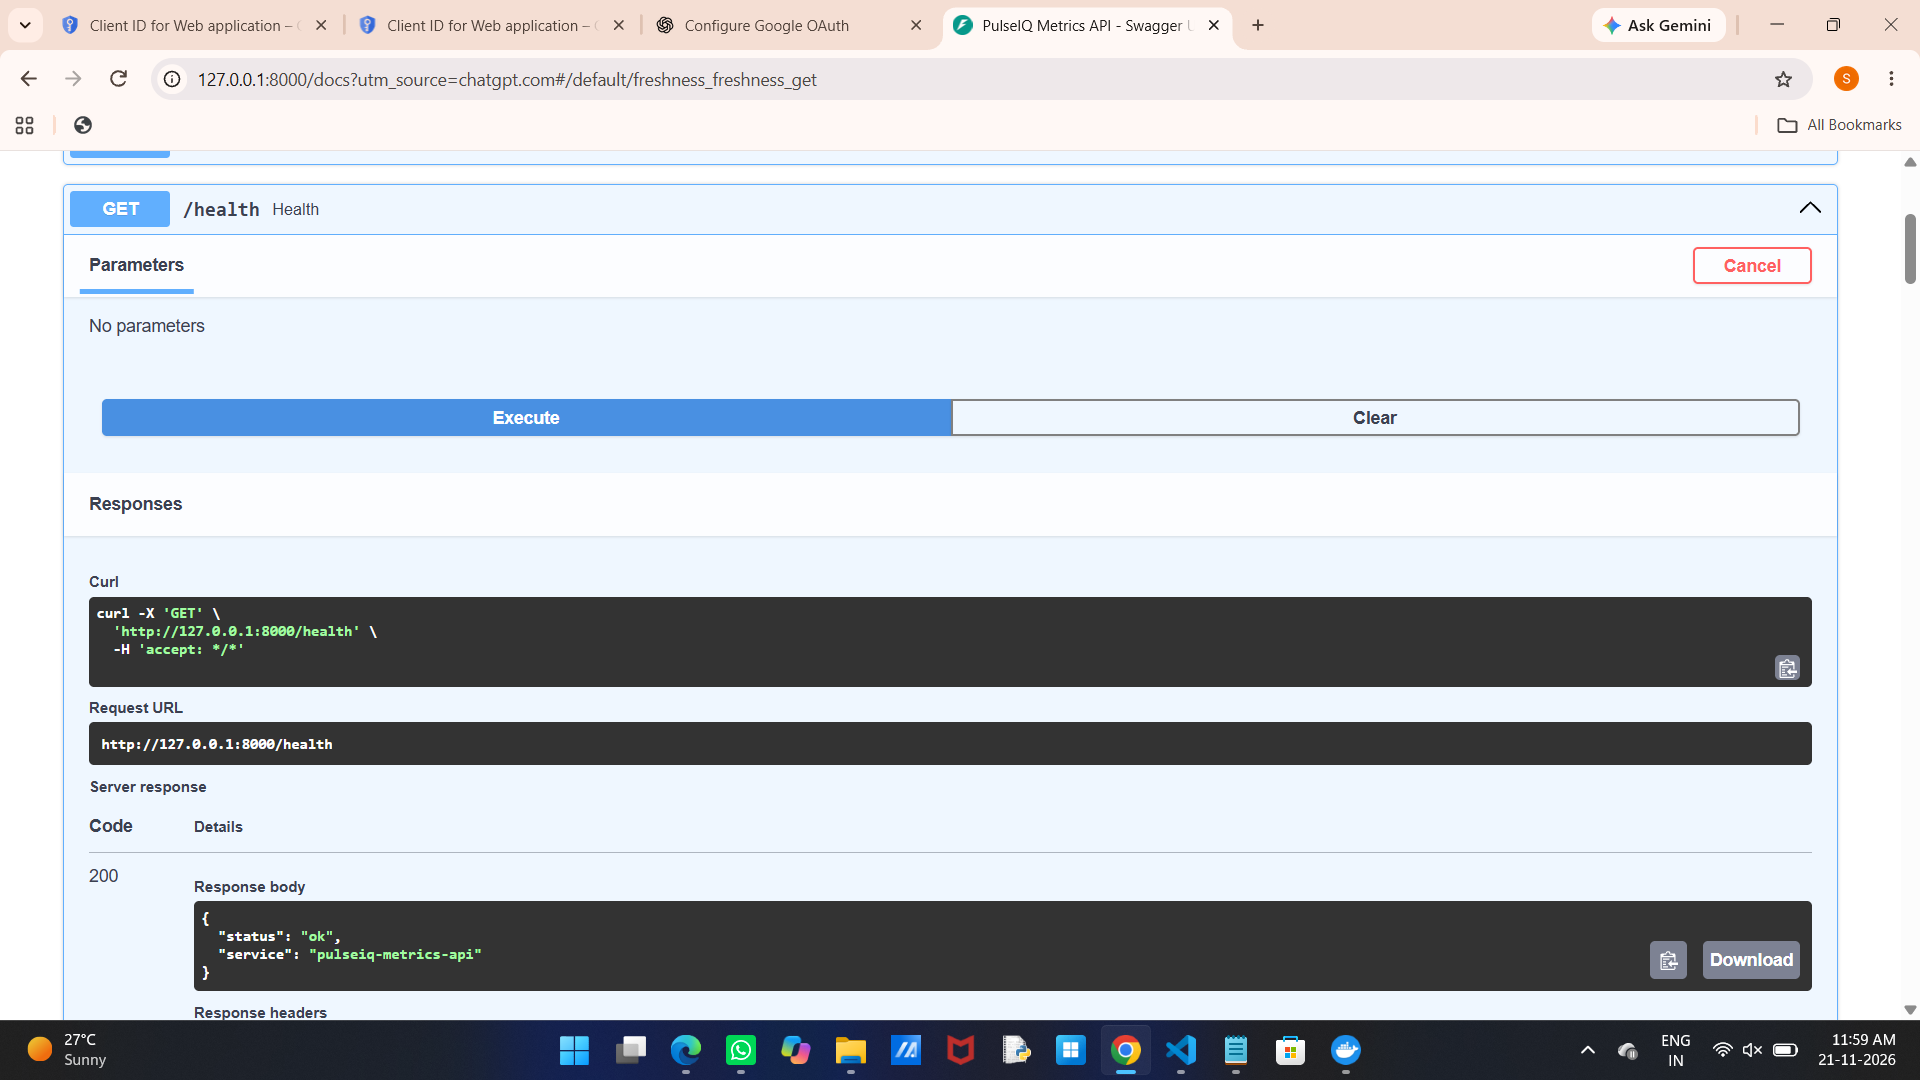 Client ID for Web application –
Client ID for Web application –
Configure Google OAuth
PulseIQ Metrics API - Swagger
Ask Gemini
127.0.0.1:8000/docs?utm_source=chatgpt.com#/default/freshness_freshness_get
S
All Bookmarks
GET /health Health
Parameters
Cancel
No parameters
Execute
Clear
Responses
Curl
curl -X 'GET' \
'http://127.0.0.1:8000/health' \
-H 'accept: */*'
Request URL
http://127.0.0.1:8000/health
Server response
Code Details
200
Response body
{
"status": "ok",
"service": "pulseiq-metrics-api"
}
Download
Response headers
27°C
Sunny
ENG
IN
11:59 AM
21-11-2026